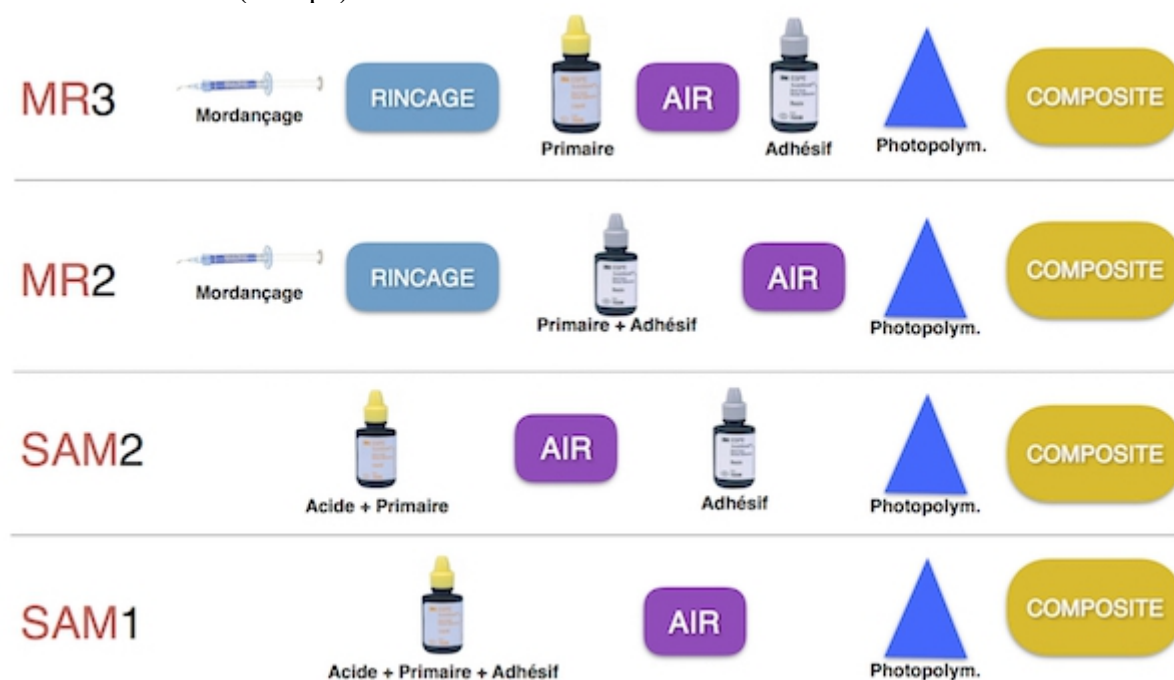 MR3
Mordançage
RINCAGE
Primaire
AIR
Adhésif
Photopolym.
COMPOSITE
MR2
Mordançage
RINCAGE
Primaire + Adhésif
AIR
Photopolym.
COMPOSITE
SAM2
Acide + Primaire
AIR
Adhésif
Photopolym.
COMPOSITE
SAM1
Acide + Primaire + Adhésif
AIR
Photopolym.
COMPOSITE